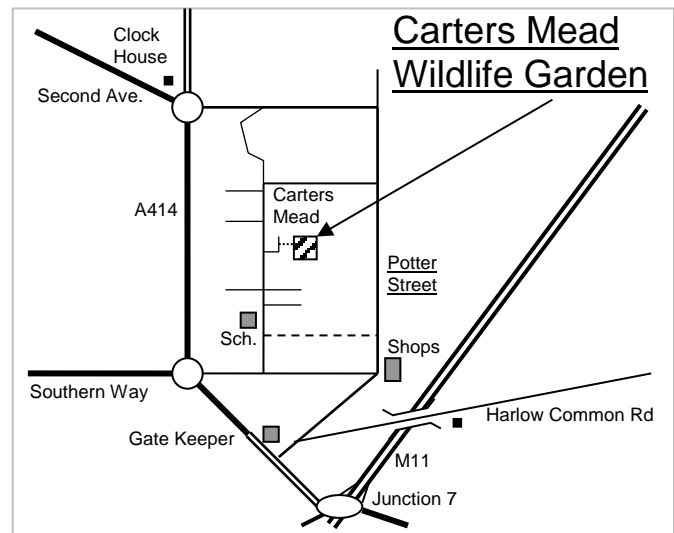 Clock
House
Carters Mead
Wildlife Garden
Second Ave.
Carters
Mead
A414
Potter
Street
Sch.
Shops
Southern Way
Harlow Common Rd
Gate Keeper
M11
Junction 7